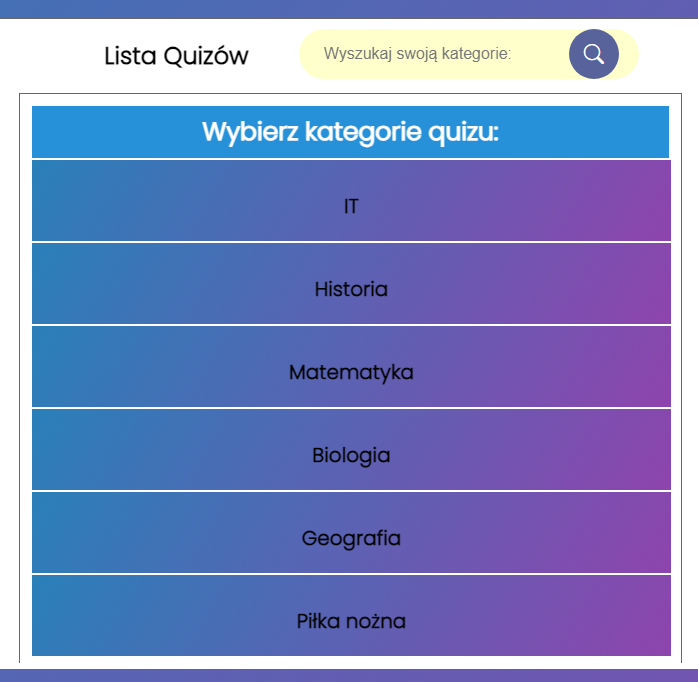 Lista Quizów
Wyszukaj swoją kategorie:
Wybierz kategorie quizu:
IT
Historia
Matematyka
Biologia
Geografia
Piłka nożna